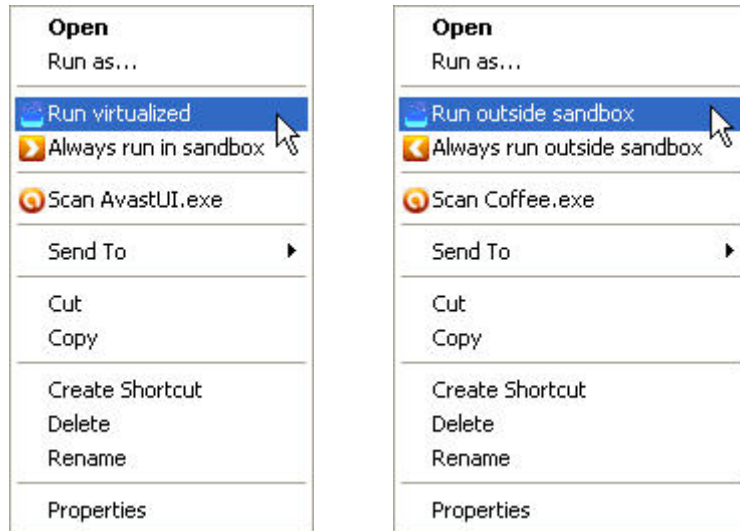 Open
Run as...
Run virtualized
Always run in sandbox
Scan AvastUI.exe
Send To
Cut
Copy
Create Shortcut
Delete
Rename
Properties
Open
Run as...
Run outside sandbox
Always run outside sandbox
Scan Coffee.exe
Send To
Cut
Copy
Create Shortcut
Delete
Rename
Properties